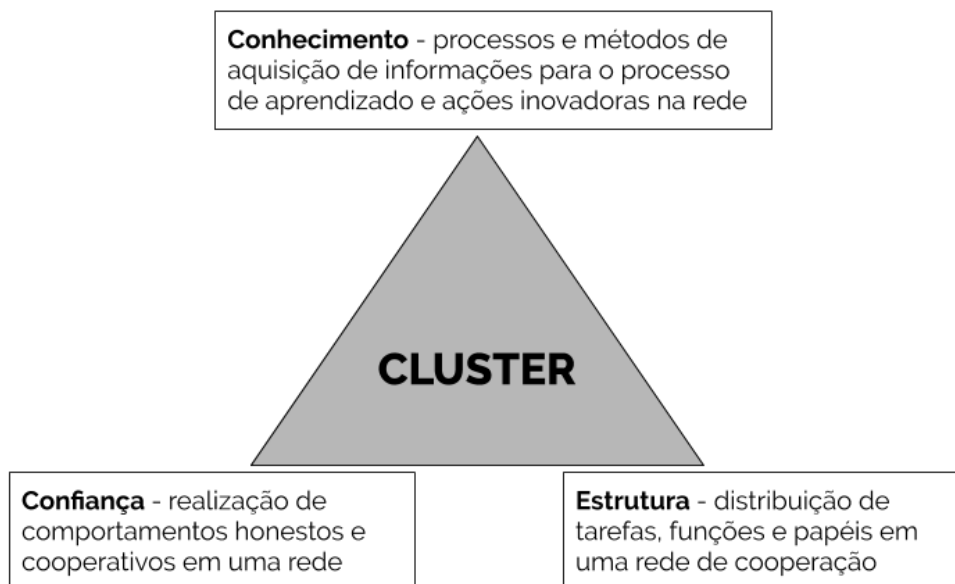 Conhecimento - processos e métodos de
aquisição de informações para o processo
de aprendizado e ações inovadoras na rede
CLUSTER
Confiança - realização de
comportamentos honestos e
cooperativos em uma rede
Estrutura - distribuição de
tarefas, funções e papéis em
uma rede de cooperação